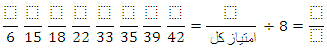 ⬚/6 ⬚/15 ⬚/18 ⬚/22 ⬚/33 ⬚/35 ⬚/39 ⬚/42 = ⬚/امتیاز کل ÷ 8 = ⬚/⬚